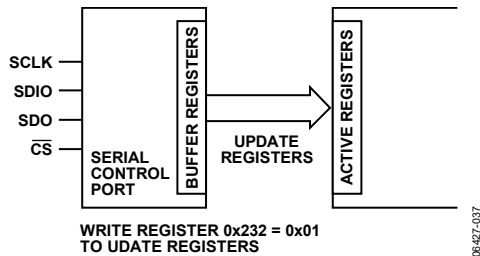 SCLK
SDIO
SDO
CS
SERIAL
CONTROL
PORT
BUFFER REGISTERS
UPDATE
REGISTERS
ACTIVE REGISTERS
WRITE REGISTER 0x232 = 0x01
TO UDATE REGISTERS
06427-037